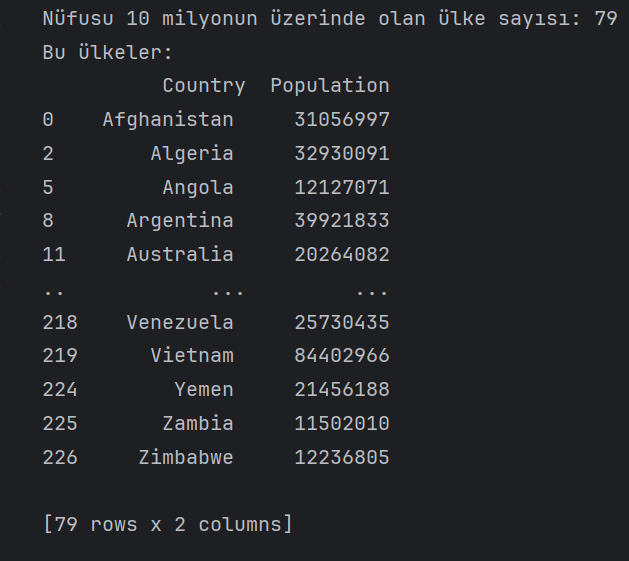 Nüfusu 10 milyonun üzerinde olan ülke sayısı: 79
Bu ülkeler:
Country Population
0 Afghanistan 31056997
2 Algeria 32930091
5 Angola 12127071
8 Argentina 39921833
11 Australia 20264082
.. ... ...
218 Venezuela 25730435
219 Vietnam 84402966
224 Yemen 21456188
225 Zambia 11502010
226 Zimbabwe 12236805
[79 rows x 2 columns]